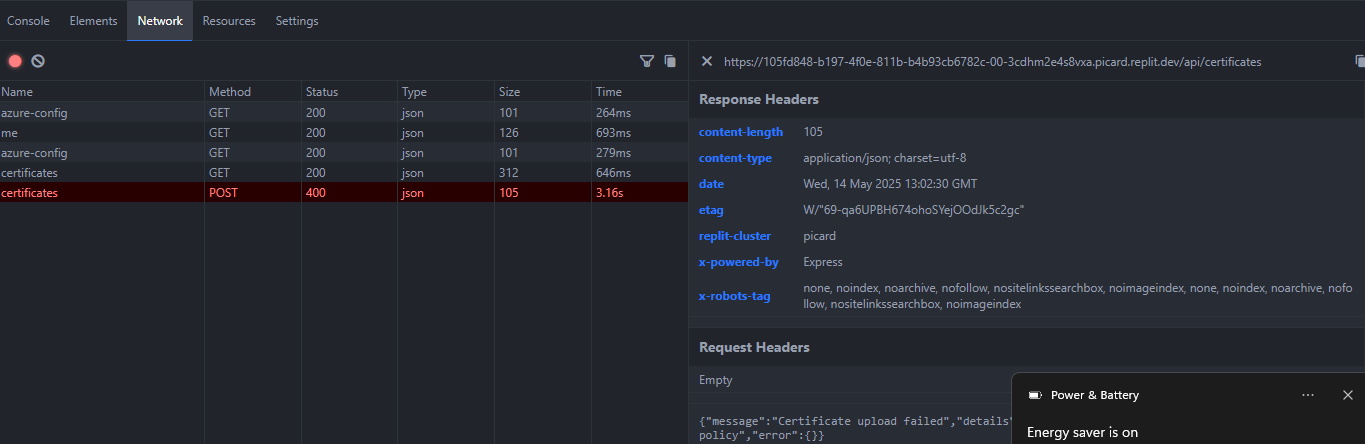 Console Elements Network Resources Settings
https://105fd848-b197-4f0e-811b-b4b93cb6782c-00-3cdhm2e4s8vxa.picard.replit.dev/api/certificates
Name Method Status Type Size Time
azure-config GET 200 json 101 264ms
me GET 200 json 126 693ms
azure-config GET 200 json 101 279ms
certificates GET 200 json 312 646ms
certificates POST 400 json 105 3.16s
Response Headers
content-length 105
content-type application/json; charset=utf-8
date Wed, 14 May 2025 13:02:30 GMT
etag W/"69-qa6UPBH674ohoSYejOOdJk5c2gc"
replit-cluster picard
x-powered-by Express
x-robots-tag none, noindex, noarchive, nofollow, nositelinkssearchbox, noimageindex, none, noindex, noarchive, nofo
llow, nositelinkssearchbox, noimageindex
Request Headers
Empty
{"message":"Certificate upload failed","details"
policy","error":{}}
Power & Battery
Energy saver is on